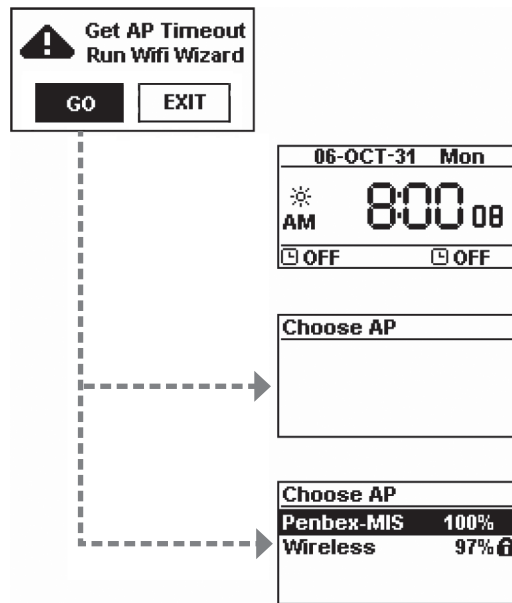 Get AP Timeout
Run Wifi Wizard
GO EXIT
06-OCT-31 Mon
AM 8:00 08
OFF OFF
Choose AP
Choose AP
Penbex-MIS 100%
Wireless 97%